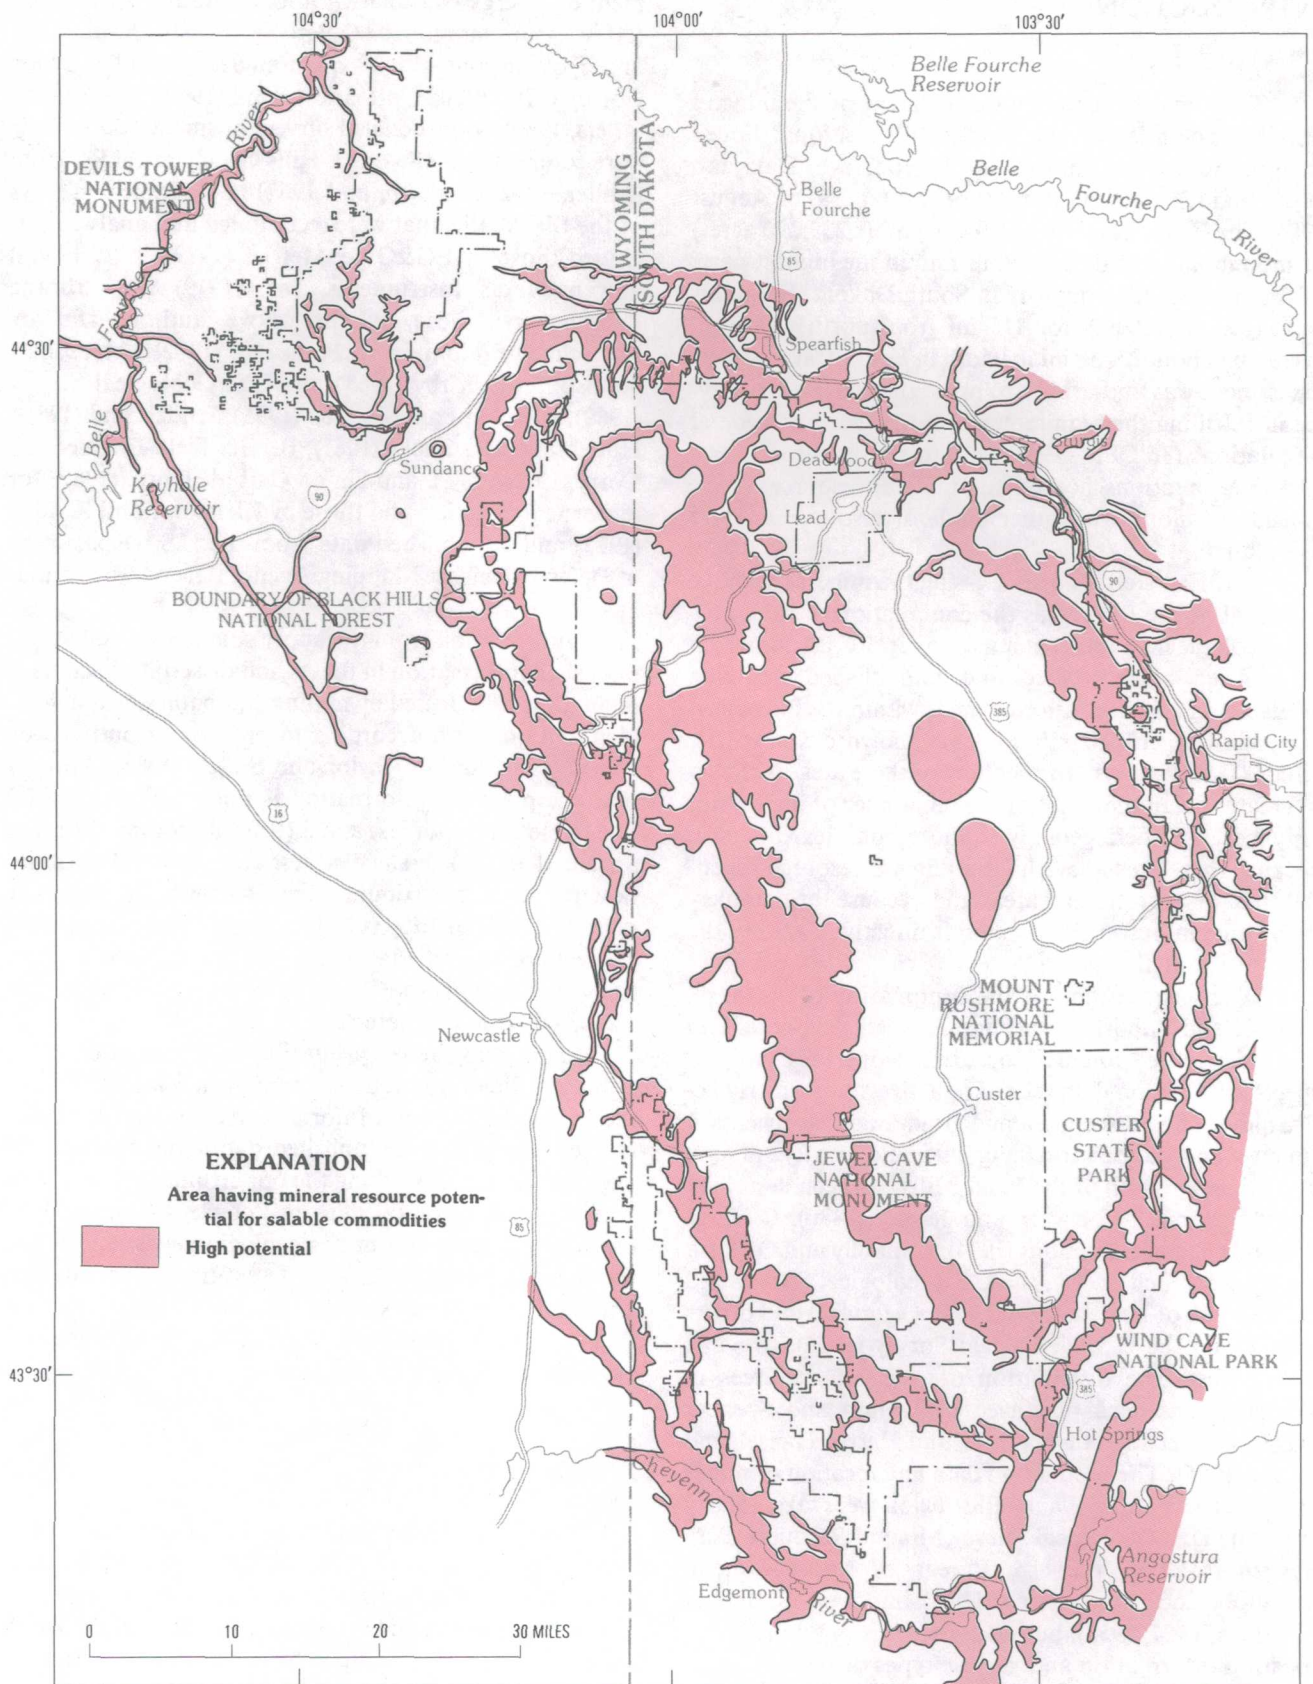 104°30′
104°00′
103°30′
Belle Fourche
Reservoir
River
DEVILS TOWER
NATIONAL
MONUMENT
WYOMING
SOUTH DAKOTA
Belle
Fourche
Belle
Fourche
River
85
Fourche
44°30′
Spearfish
Belle
Sundance
Deadwood
Sturgis
Keyhole
Reservoir
90
Lead
90
BOUNDARY OF BLACK HILLS
NATIONAL FOREST
385
Rapid City
16
44°00′
16
MOUNT
RUSHMORE
NATIONAL
MEMORIAL
Newcastle
Custer
CUSTER
STATE
PARK
JEWEL CAVE
NATIONAL
MONUMENT
EXPLANATION
Area having mineral resource poten-
tial for salable commodities
High potential
85
WIND CAVE
NATIONAL PARK
43°30′
385
Hot Springs
Cheyenne
Angostura
Reservoir
Edgemont
River
0 10 20 30 MILES